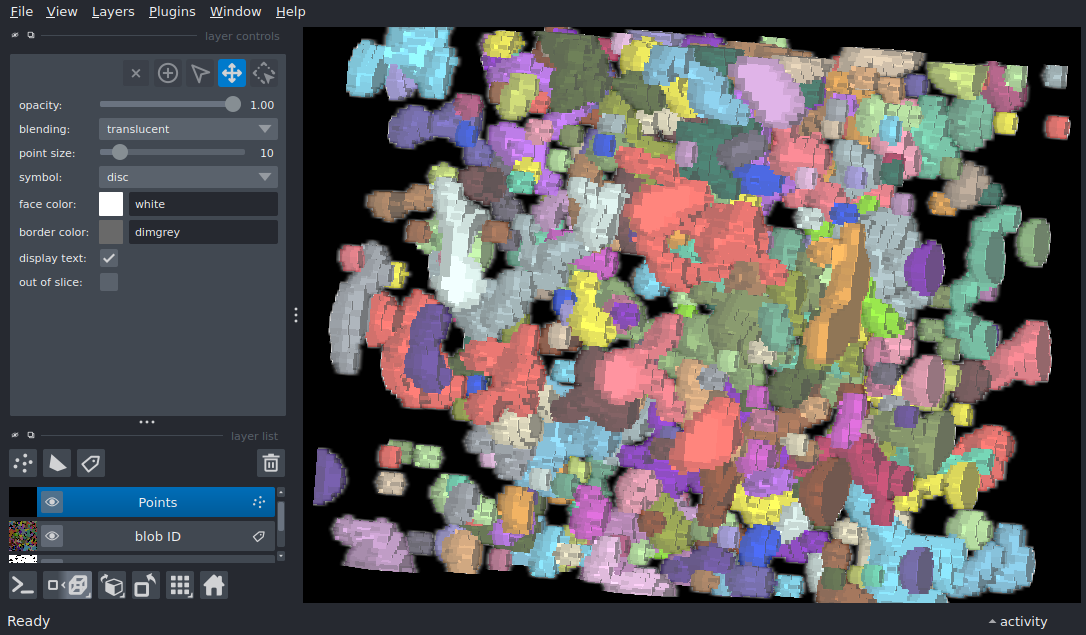 File View Layers Plugins Window Help
layer controls
opacity: 1.00
blending: translucent
point size: 10
symbol: disc
face color: white
border color: dimgrey
display text:
out of slice:
layer list
Points
blob ID
Ready
activity